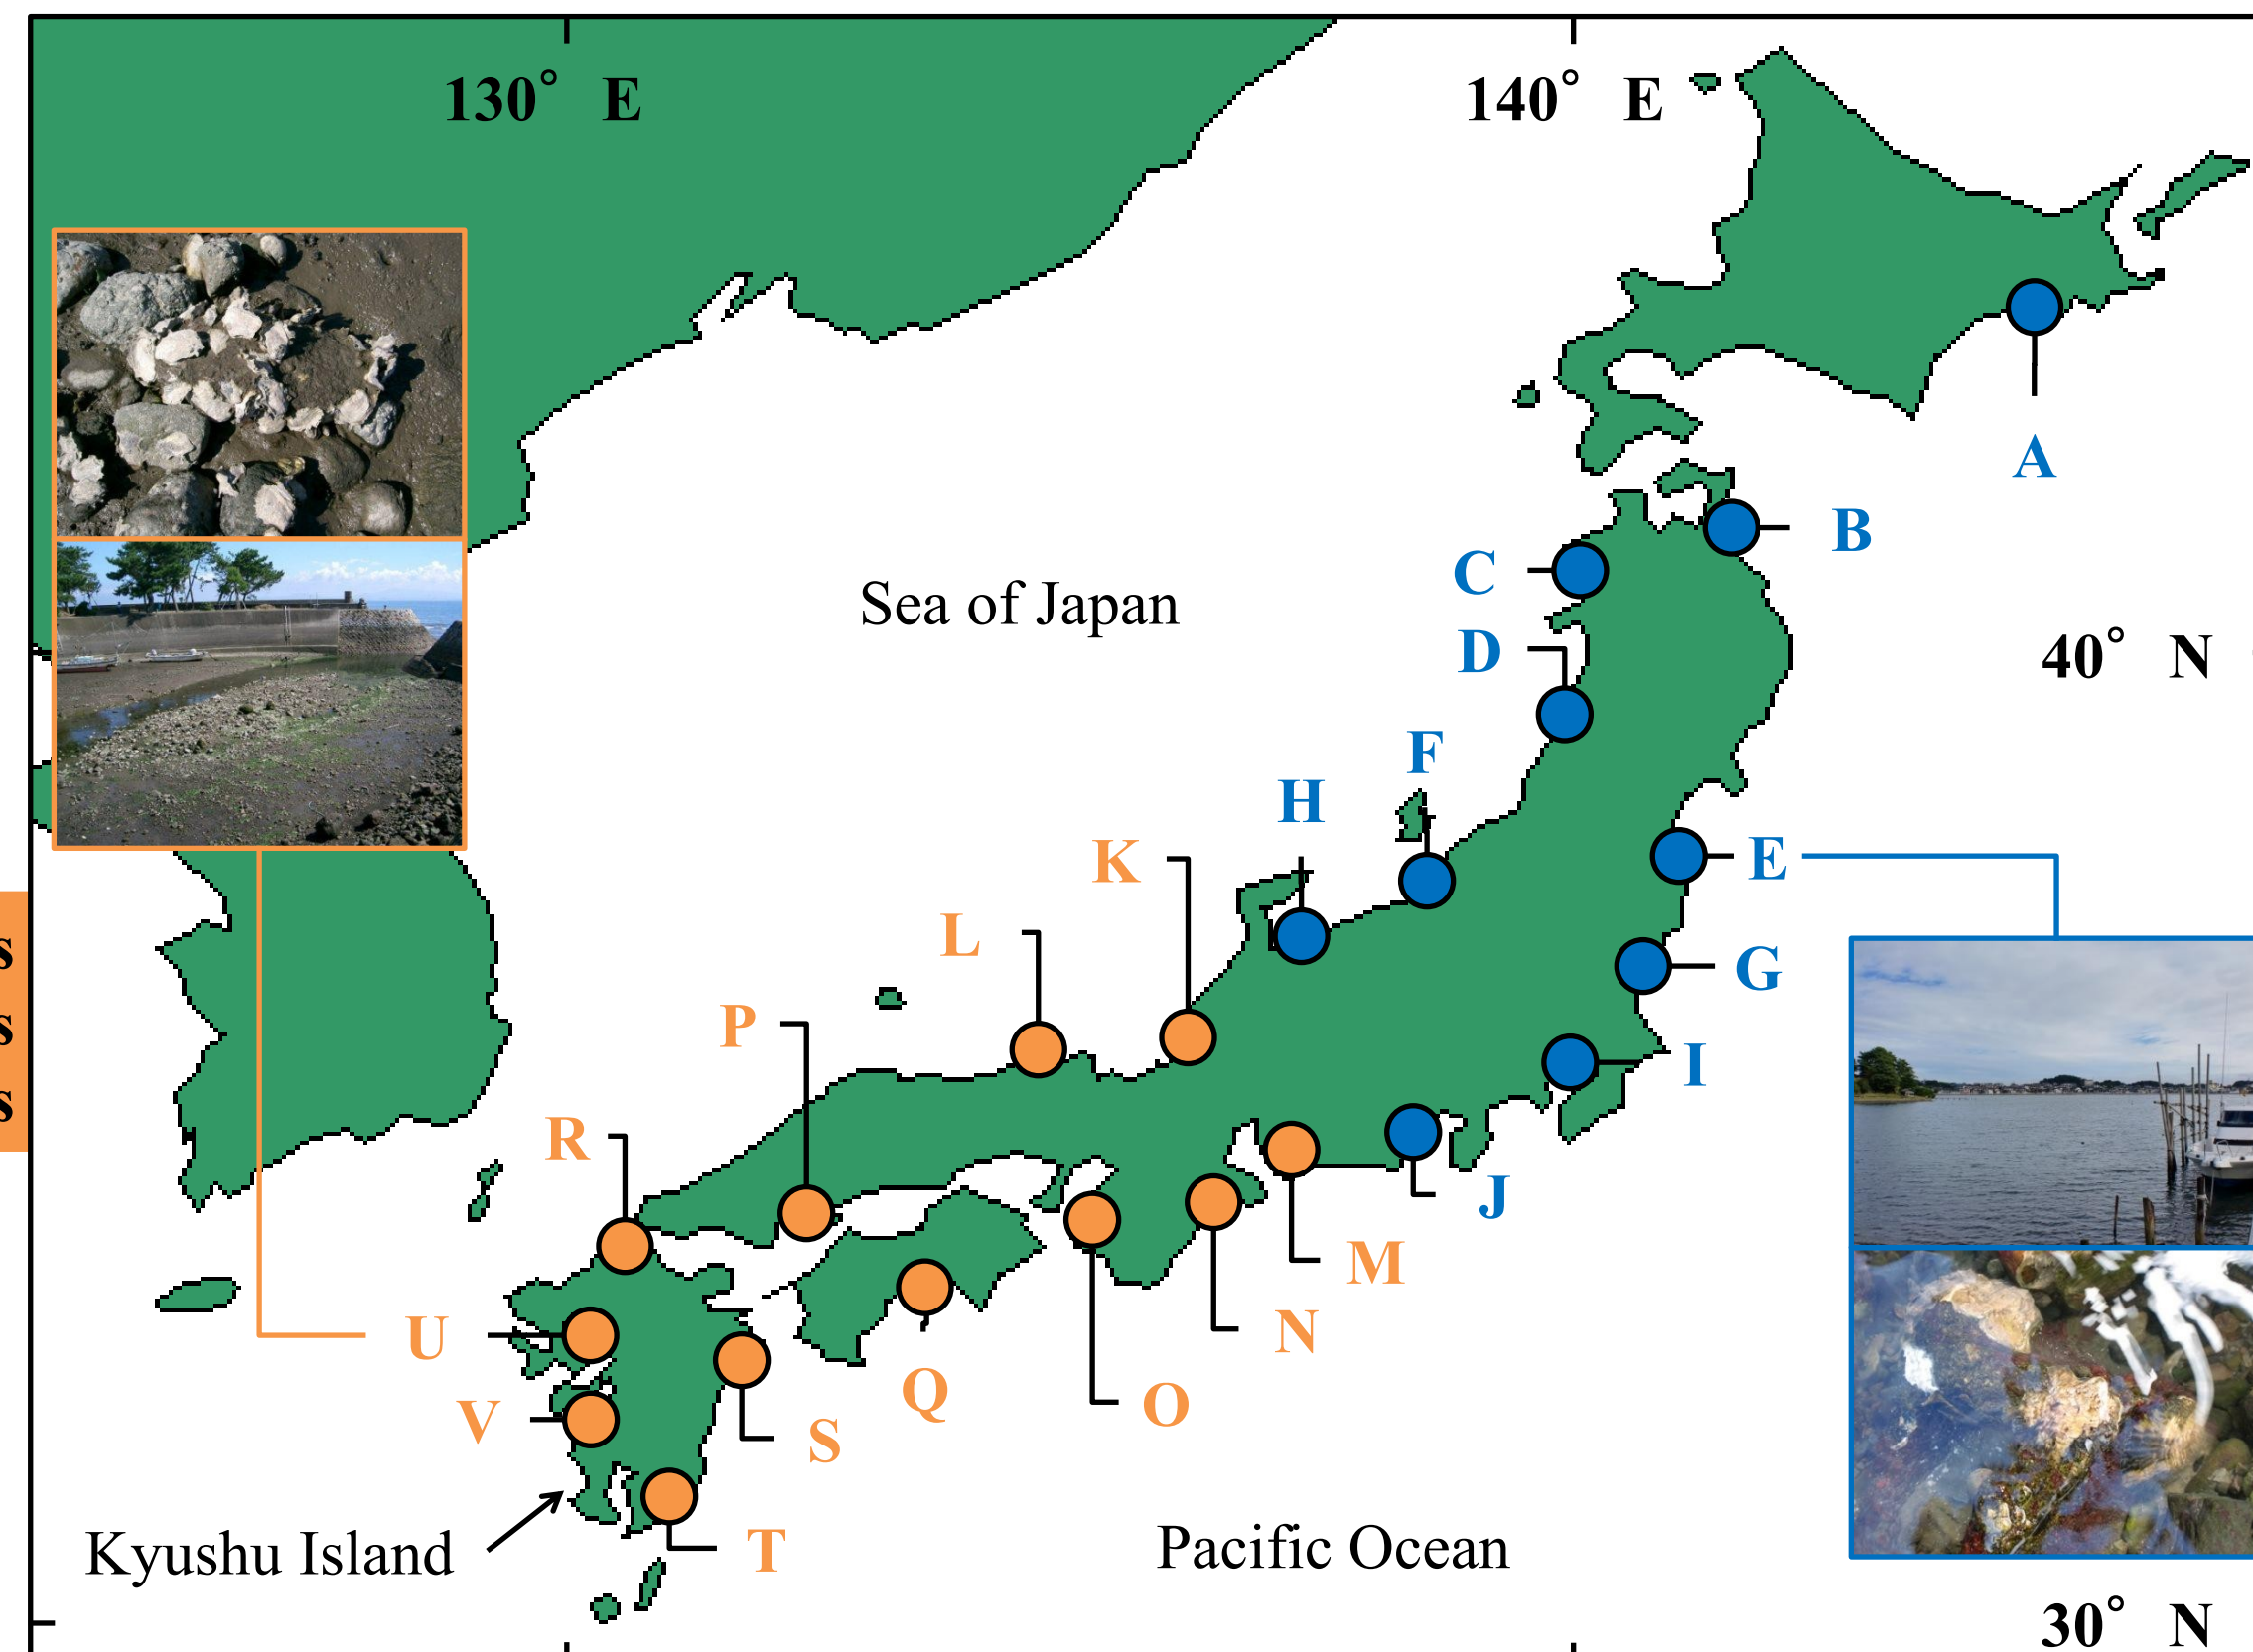 130° E
140° E
A
B
C
Sea of Japan
D
40° N
F
H
K
E
L
s
G
P
s
I
s
R
J
M
U
N
Q
O
V
S
Kyushu Island
T
Pacific Ocean
30° N